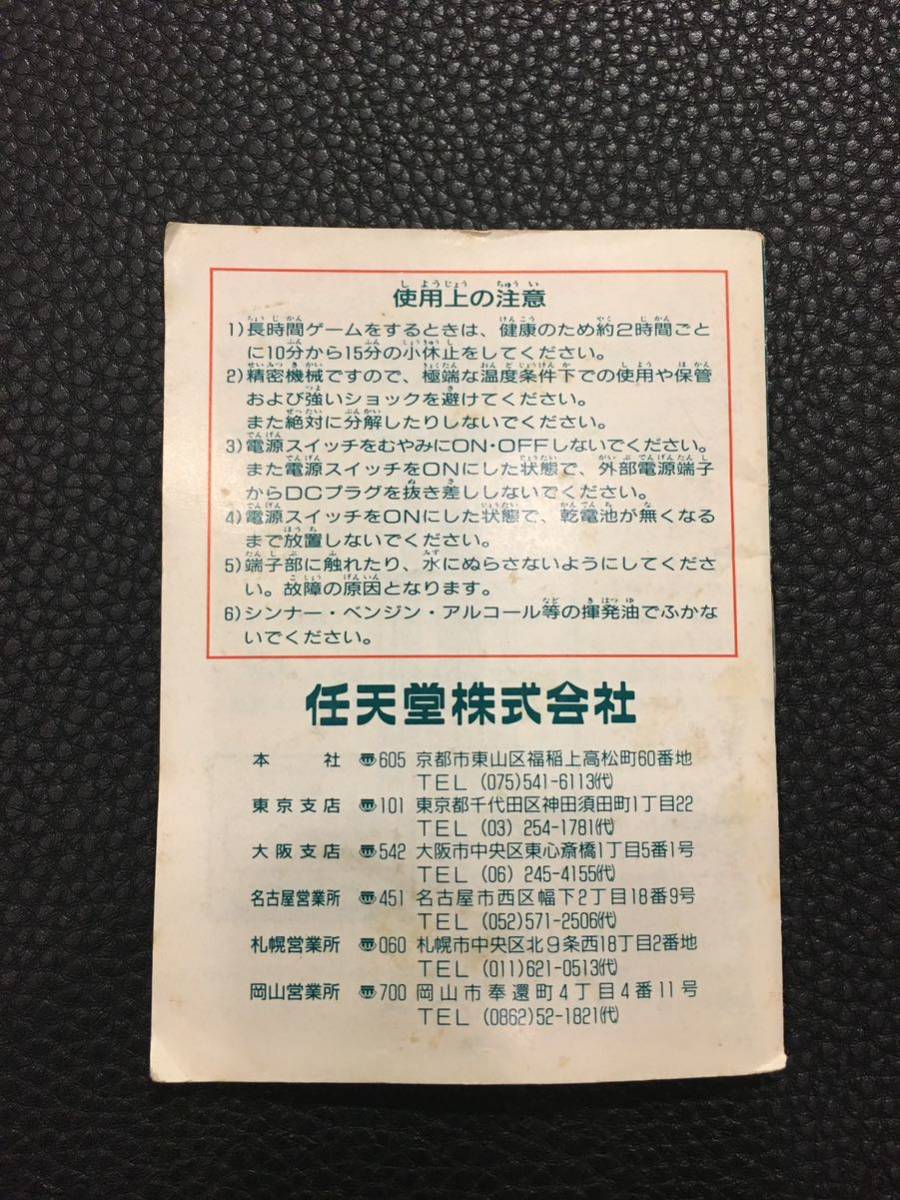 使用上の注意
1)長時間ゲームをするときは、健康のため約2時間ごと
に10分から15分の小休止をしてください。
2)精密機械ですので、極端な温度条件下での使用や保管
および強いショックを避けてください。
また絶対に分解したりしないでください。
3)電源スイッチをむやみにON・OFFしないでください。
また電源スイッチをONにした状態で、外部電源端子
からDCプラグを抜き差ししないでください。
4)電源スイッチをONにした状態で、乾電池が無くなる
まで放置しないでください。
5)端子部に触れたり、水にぬらさないようにしてくださ
い。故障の原因となります。
6)シンナー・ベンジン・アルコール等の揮発油でふかな
いでください。
任天堂株式会社
本社 〠605 京都市東山区福稲上高松町60番地
TEL (075)541-6113(代)
東京支店 〠101 東京都千代田区神田須田町1丁目22
TEL (03) 254-1781(代)
大阪支店 〠542 大阪市中央区東心斎橋1丁目5番1号
TEL (06) 245-4155(代)
名古屋営業所 〠451 名古屋市西区幅下2丁目18番9号
TEL (052)571-2506(代)
札幌営業所 〠060 札幌市中央区北9条西18丁目2番地
TEL (011)621-0513(代)
岡山営業所 〠700 岡山市奉還町4丁目4番11号
TEL (0862)52-1821(代)